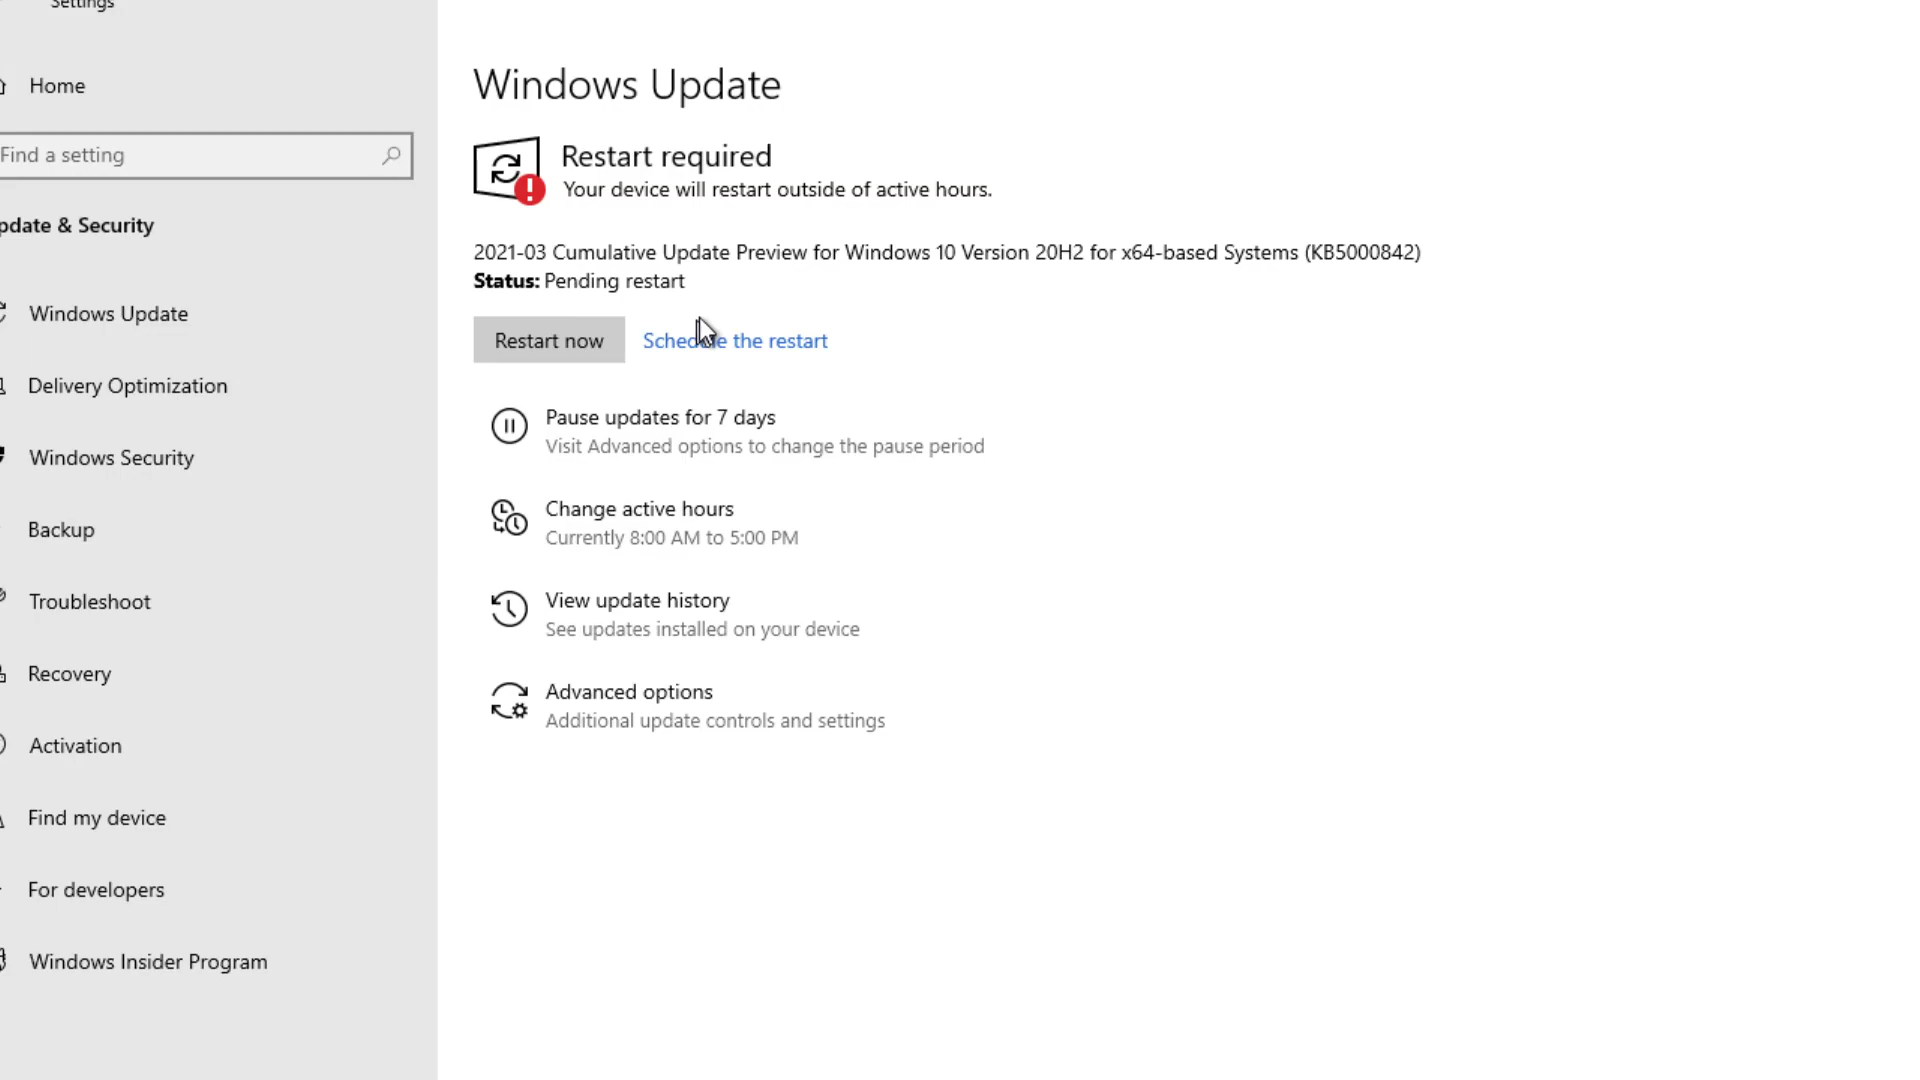 Settings
Home
Find a setting
pdate & Security
Windows Update
Delivery Optimization
Windows Security
Backup
Troubleshoot
Recovery
Activation
Find my device
For developers
Windows Insider Program
Windows Update
Restart required
Your device will restart outside of active hours.
2021-03 Cumulative Update Preview for Windows 10 Version 20H2 for x64-based Systems (KB5000842)
Status: Pending restart
Restart now
Schedule the restart
Pause updates for 7 days
Visit Advanced options to change the pause period
Change active hours
Currently 8:00 AM to 5:00 PM
View update history
See updates installed on your device
Advanced options
Additional update controls and settings